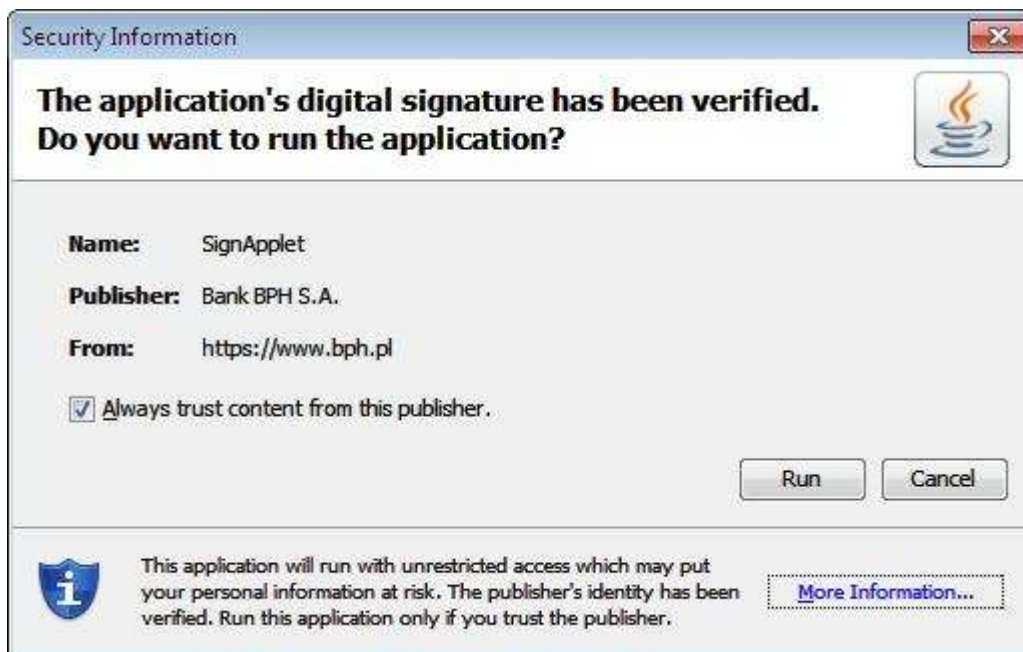 Security Information
The application's digital signature has been verified.
Do you want to run the application?
Name: SignApplet
Publisher: Bank BPH S.A.
From: https://www.bph.pl
Always trust content from this publisher.
Run Cancel
This application will run with unrestricted access which may put
your personal information at risk. The publisher's identity has been
verified. Run this application only if you trust the publisher.
More Information...